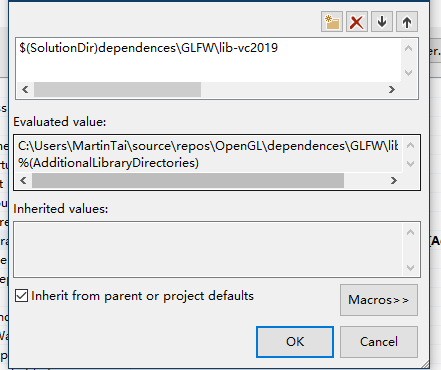 $(SolutionDir)dependences\GLFW\lib-vc2019
Evaluated value:
C:\Users\MartinTai\source\repos\OpenGL\dependences\GLFW\lib
%(AdditionalLibraryDirectories)
Inherited values:
Inherit from parent or project defaults
Macros>>
OK
Cancel